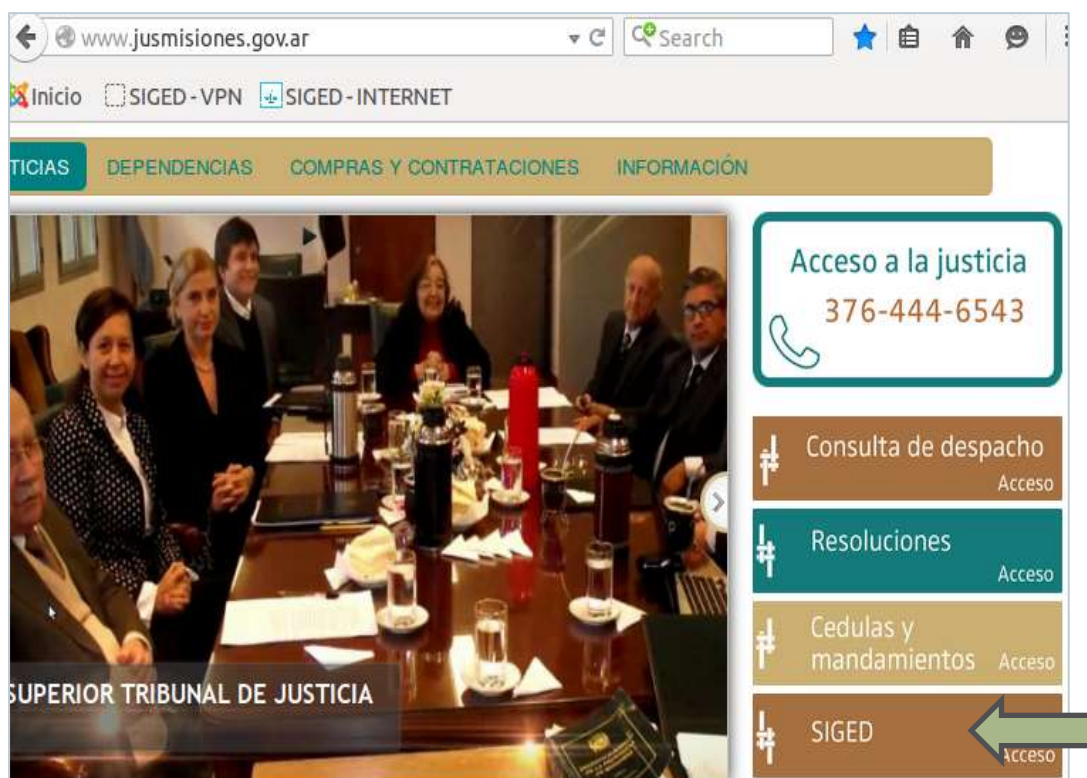 www.jusmisiones.gov.ar
Search
Inicio
SIGED - VPN
SIGED - INTERNET
TICIAS
DEPENDENCIAS
COMPRAS Y CONTRATACIONES
INFORMACIÓN
Acceso a la justicia
376-444-6543
Consulta de despacho
Acceso
Resoluciones
Acceso
Cedulas y
mandamientos
Acceso
SIGED
Acceso
SUPERIOR TRIBUNAL DE JUSTICIA